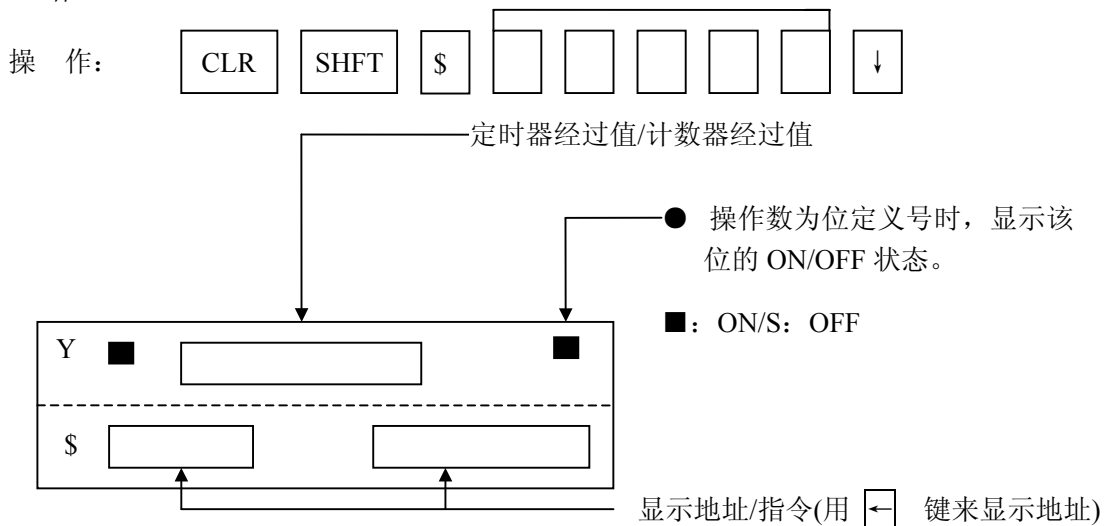 操 作： CLR SHFT $ ↓
定时器经过值/计数器经过值
● 操作数为位定义号时，显示该
位的 ON/OFF 状态。
■：ON/S：OFF
Y ■ ■
$
显示地址/指令(用 ← 键来显示地址)